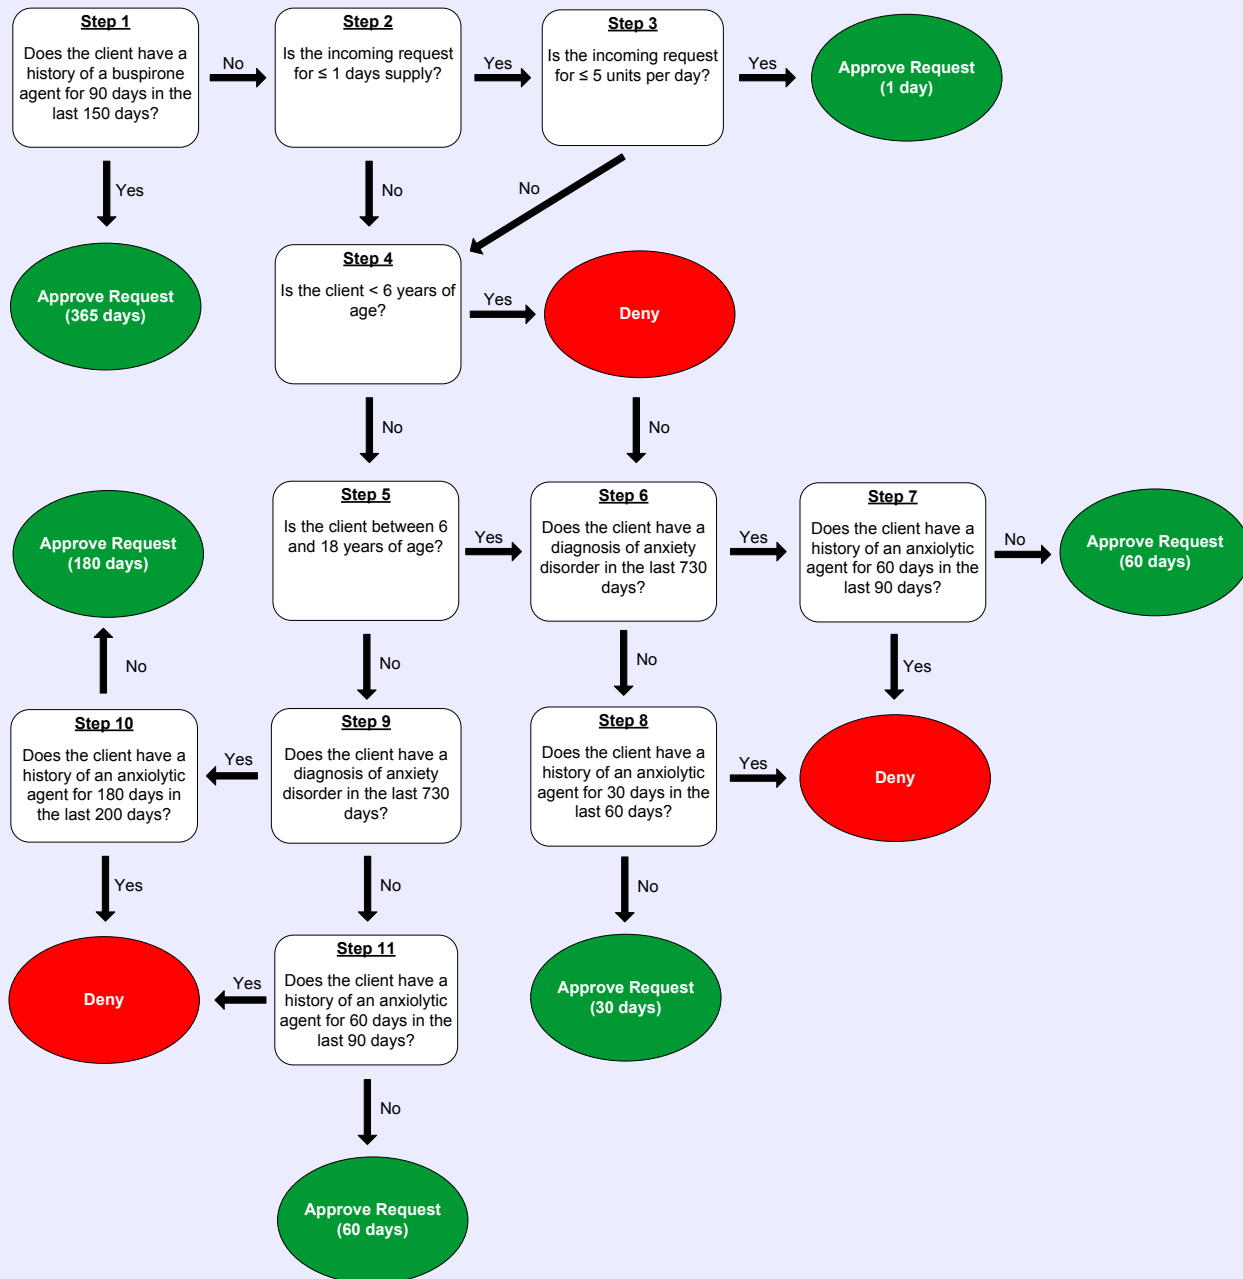 Step 1
Does the client have a
history of a buspirone
agent for 90 days in the
last 150 days?
No
Step 2
Is the incoming request
for ≤ 1 days supply?
Yes
Step 3
Is the incoming request
for ≤ 5 units per day?
Yes
Approve Request
(1 day)
Yes
No
No
Approve Request
(365 days)
Step 4
Is the client < 6 years of
age?
Yes
Deny
No
No
Approve Request
(180 days)
Step 5
Is the client between 6
and 18 years of age?
Yes
Step 6
Does the client have a
diagnosis of anxiety
disorder in the last 730
days?
Yes
Step 7
Does the client have a
history of an anxiolytic
agent for 60 days in the
last 90 days?
No
Approve Request
(60 days)
No
No
No
Yes
Step 10
Does the client have a
history of an anxiolytic
agent for 180 days in
the last 200 days?
Yes
Step 9
Does the client have a
diagnosis of anxiety
disorder in the last 730
days?
Step 8
Does the client have a
history of an anxiolytic
agent for 30 days in the
last 60 days?
Yes
Deny
Yes
No
No
Deny
Yes
Step 11
Does the client have a
history of an anxiolytic
agent for 60 days in the
last 90 days?
Approve Request
(30 days)
No
Approve Request
(60 days)